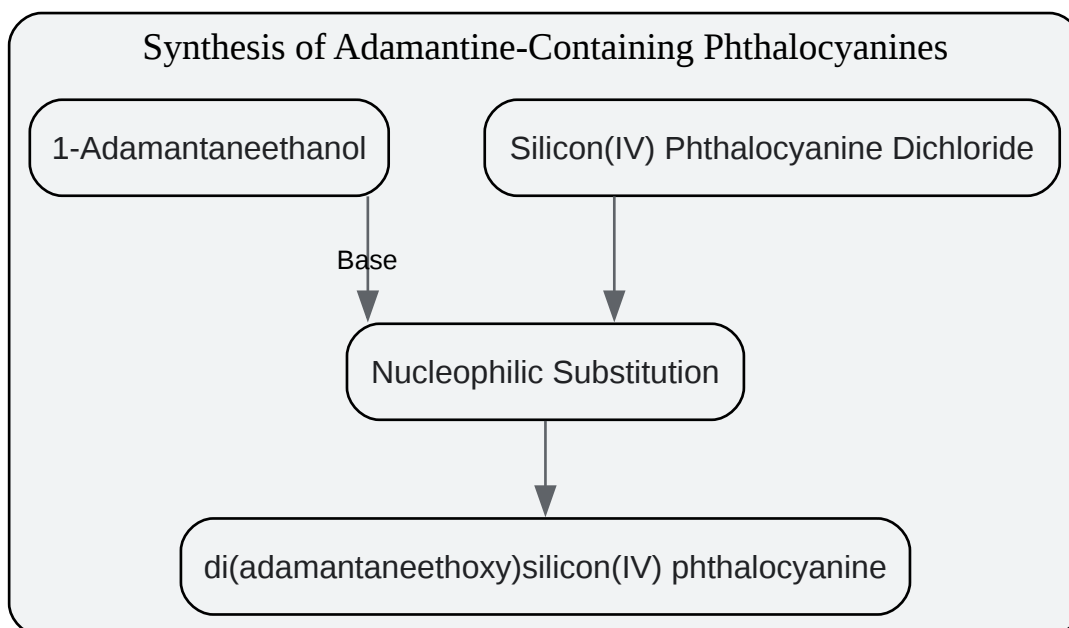 Synthesis of Adamantine-Containing Phthalocyanines
1-Adamantaneethanol
Silicon(IV) Phthalocyanine Dichloride
Base
Nucleophilic Substitution
di(adamantaneethoxy)silicon(IV) phthalocyanine